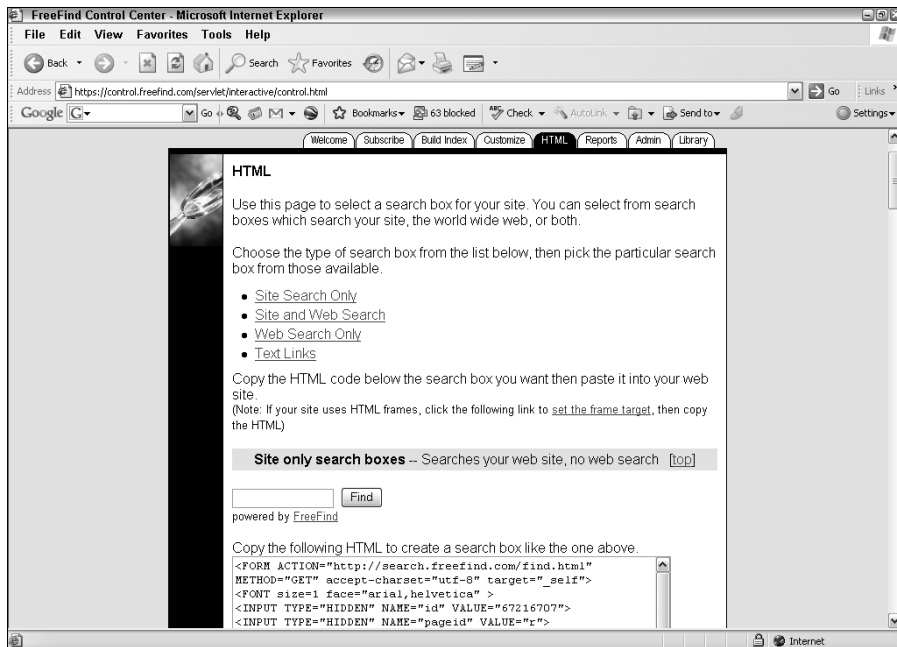 FreeFind Control Center - Microsoft Internet Explorer
File Edit View Favorites Tools Help
Back Search Favorites
Address https://control.freefind.com/servlet/interactive/control.html Go Links
Google G Go Bookmarks 63 blocked ABC Check AutoLink Send to Settings
Welcome Subscribe Build Index Customize HTML Reports Admin Library
HTML
Use this page to select a search box for your site. You can select from search
boxes which search your site, the world wide web, or both.
Choose the type of search box from the list below, then pick the particular search
box from those available.
• Site Search Only
• Site and Web Search
• Web Search Only
• Text Links
Copy the HTML code below the search box you want then paste it into your web
site.
(Note: If your site uses HTML frames, click the following link to set the frame target, then copy
the HTML)
Site only search boxes -- Searches your web site, no web search [top]
Find
powered by FreeFind
Copy the following HTML to create a search box like the one above.
<FORM ACTION="http://search.freefind.com/find.html"
METHOD="GET" accept-charset="utf-8" target="_self">
<FONT size=1 face="arial,helvetica" >
<INPUT TYPE="HIDDEN" NAME="id" VALUE="67216707">
<INPUT TYPE="HIDDEN" NAME="pageid" VALUE="r">
Internet